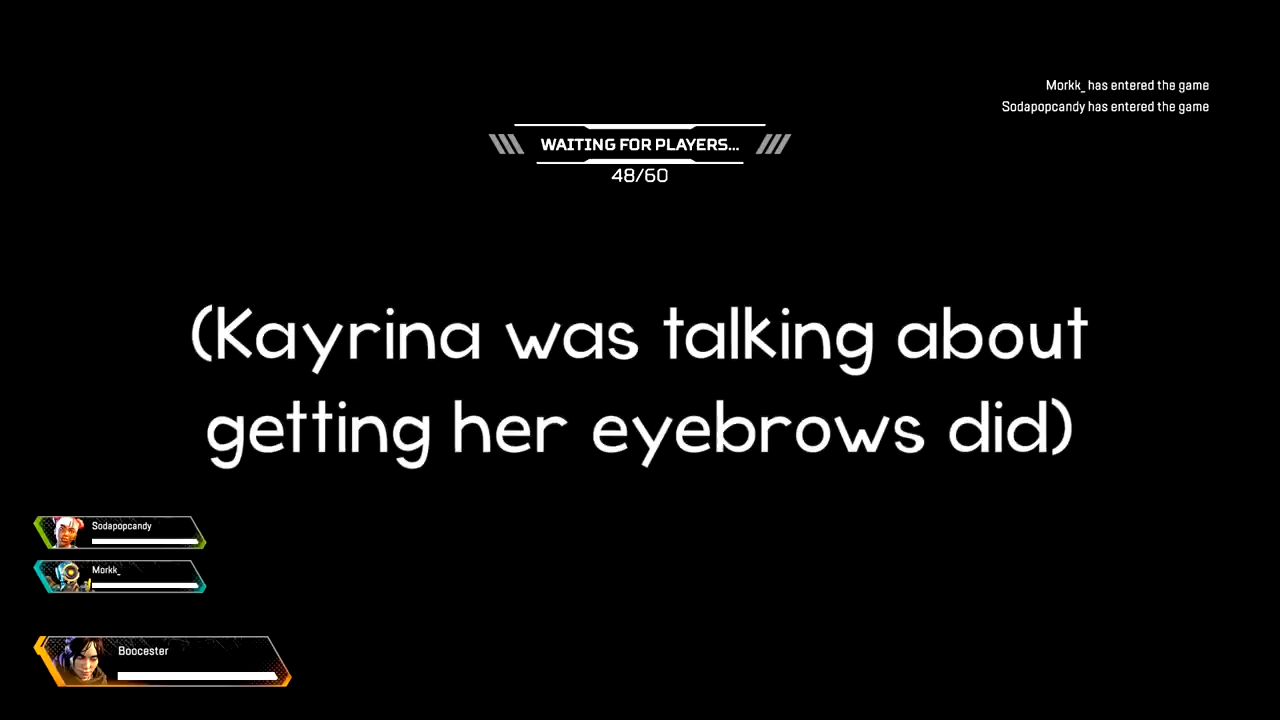 Morkk_ has entered the game
Sodapopcandy has entered the game
WAITING FOR PLAYERS...
48/60
(Kayrina was talking about
getting her eyebrows did)
Sodapopcandy
Morkk_
Boocester